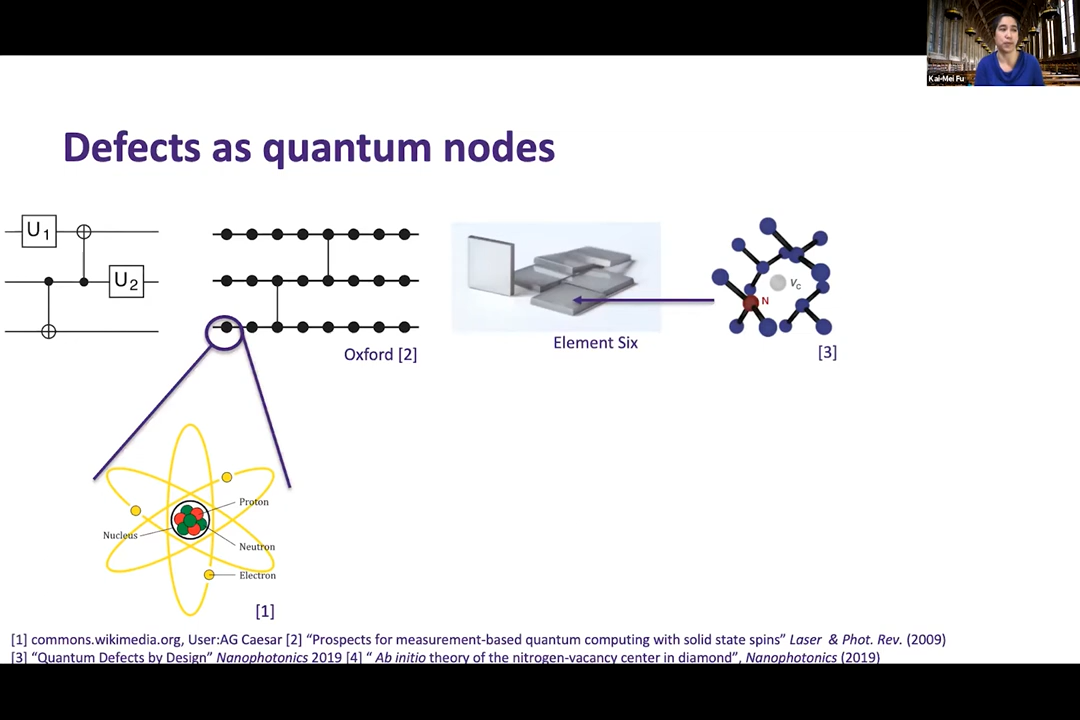 Kai-Mei Fu
Defects as quantum nodes
U1
U2
Oxford [2]
Element Six
N
VC
[3]
Proton
Nucleus
Neutron
Electron
[1]
[1] commons.wikimedia.org, User:AG Caesar [2] “Prospects for measurement-based quantum computing with solid state spins” Laser & Phot. Rev. (2009)
[3] “Quantum Defects by Design” Nanophotonics 2019 [4] “ Ab initio theory of the nitrogen-vacancy center in diamond”, Nanophotonics (2019)